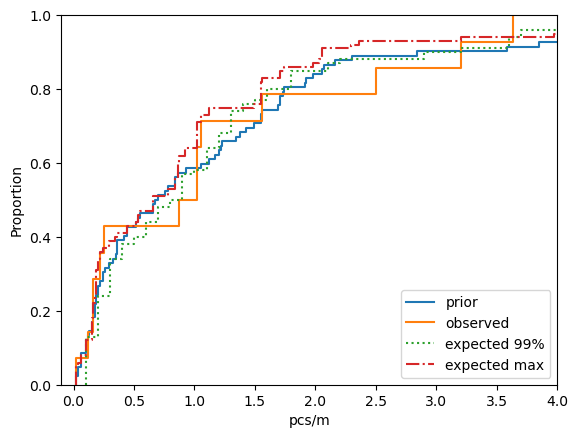 1.0
0.8
0.6
0.4
0.2
0.0
Proportion
0.0 0.5 1.0 1.5 2.0 2.5 3.0 3.5 4.0
pcs/m
prior
observed
expected 99%
expected max